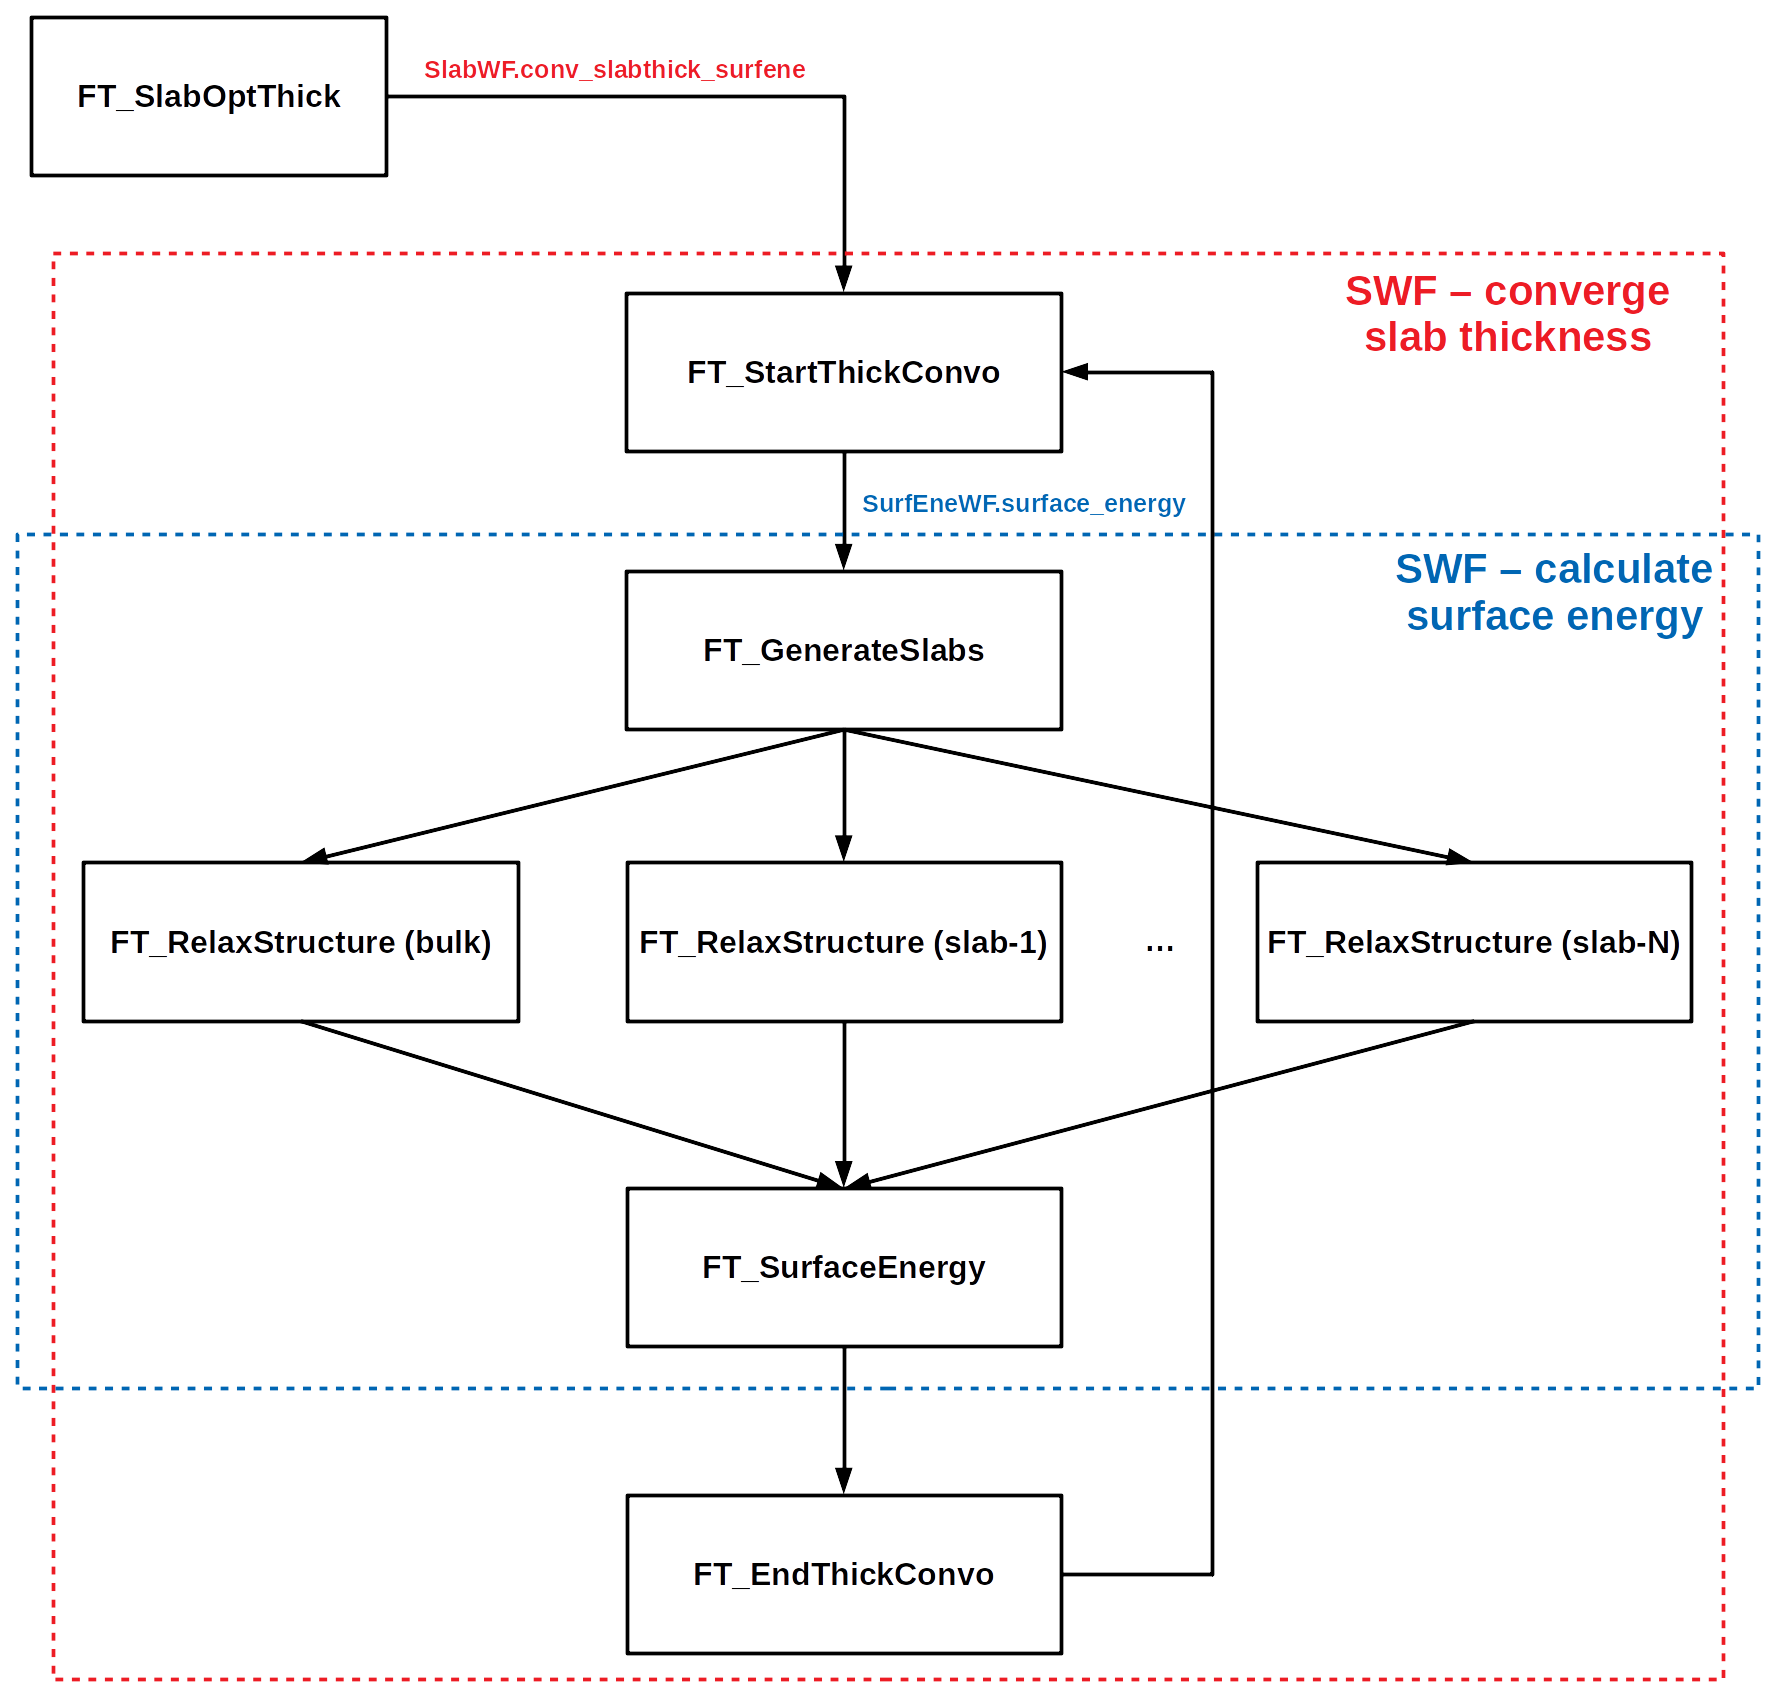 FT_SlabOptThick
SlabWF.conv_slabthick_surfene
SWF – converge
slab thickness
FT_StartThickConvo
SurfEneWF.surface_energy
SWF – calculate
surface energy
FT_GenerateSlabs
FT_RelaxStructure (bulk)
FT_RelaxStructure (slab-1)
...
FT_RelaxStructure (slab-N)
FT_SurfaceEnergy
FT_EndThickConvo